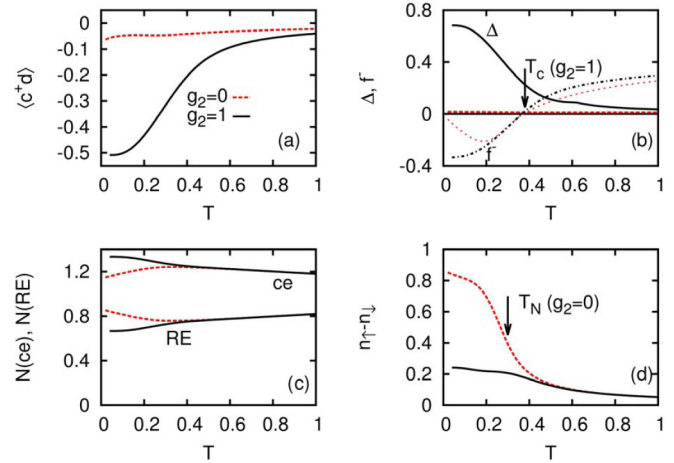 0
-0.1
-0.2
-0.3
-0.4
-0.5
⟨c⁺d⟩
g₂=0
g₂=1
(a)
0 0.2 0.4 0.6 0.8 1
T
0.8
0.4
0
-0.4
Δ, f⁻
Δ
T_c (g₂=1)
f⁻
(b)
0 0.2 0.4 0.6 0.8 1
T
1.2
0.8
0.4
0
N(ce), N(RE)
ce
RE
(c)
0 0.2 0.4 0.6 0.8 1
T
1
0.8
0.6
0.4
0.2
0
n↑-n↓
T_N (g₂=0)
(d)
0 0.2 0.4 0.6 0.8 1
T